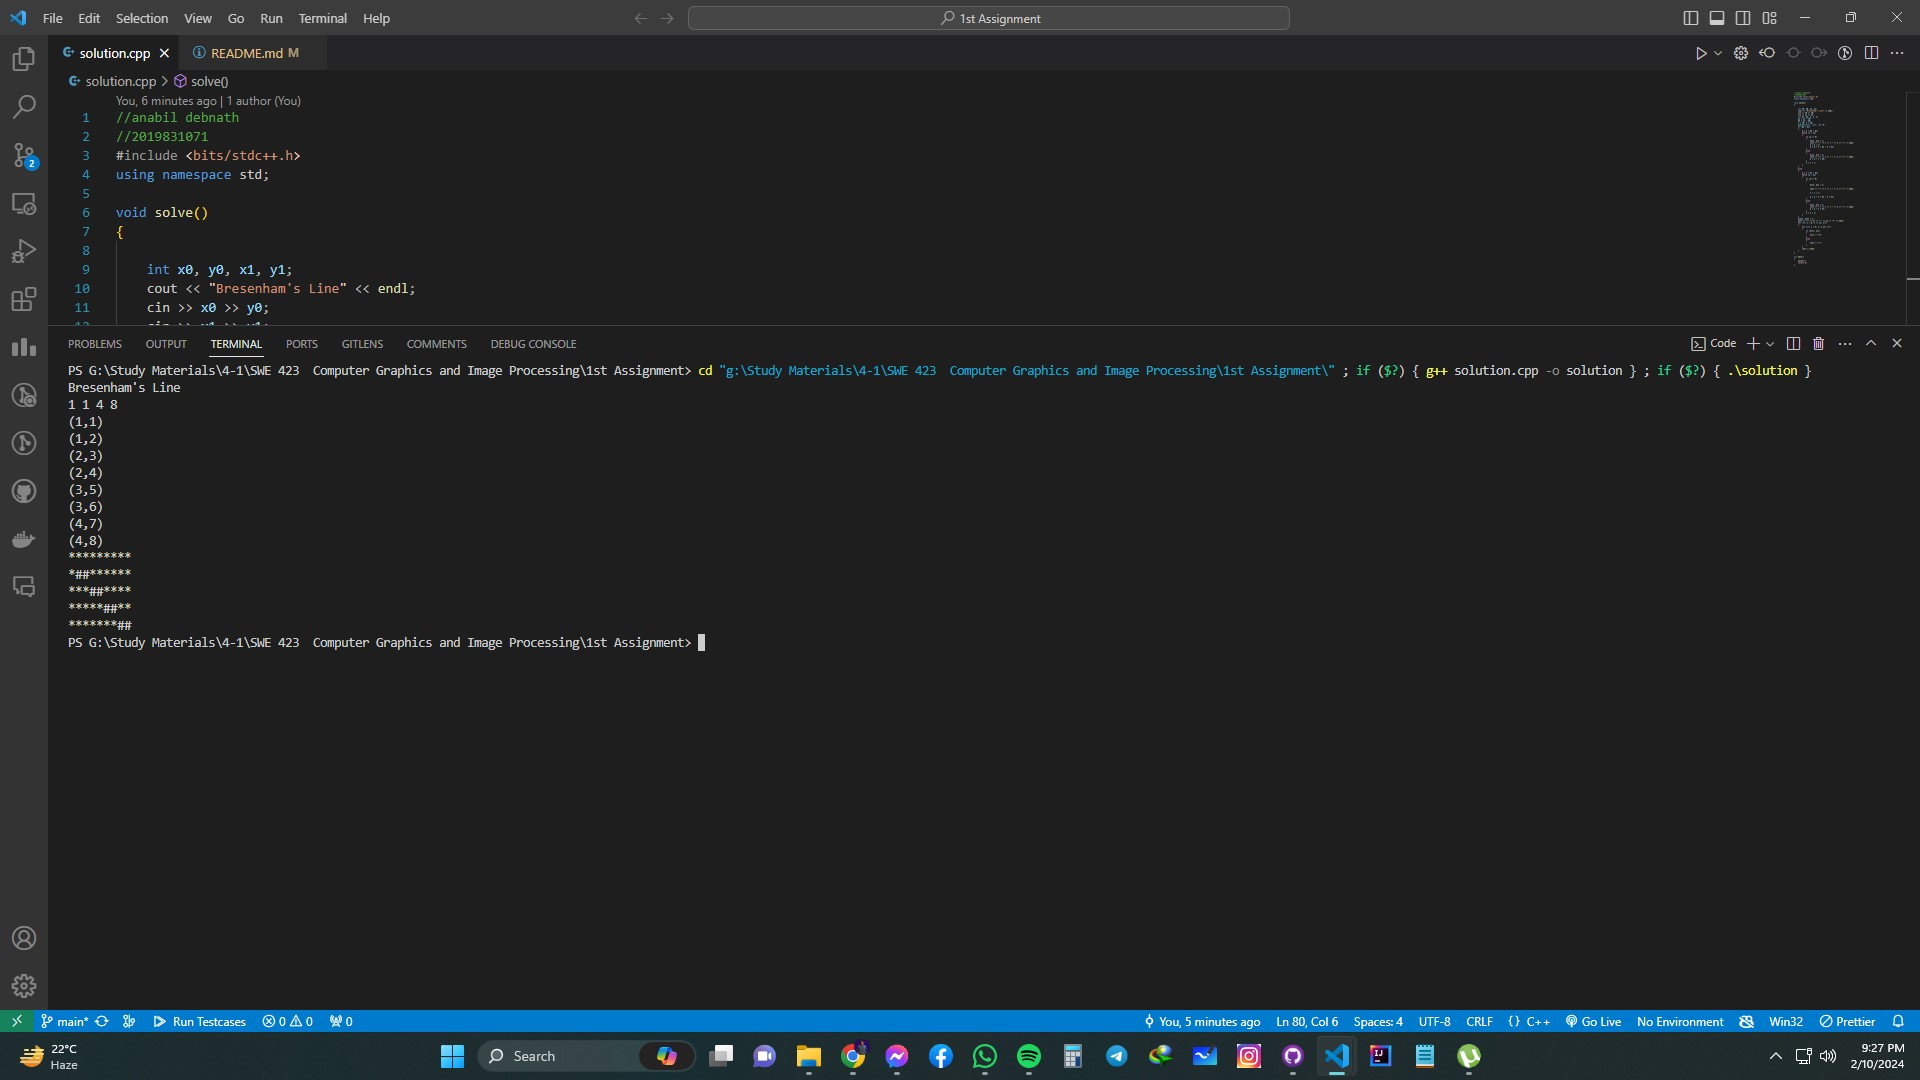 File Edit Selection View Go Run Terminal Help
1st Assignment
solution.cpp
README.md M
solution.cpp > solve()
You, 6 minutes ago | 1 author (You)
1 //anabil debnath
2 //2019831071
3 #include <bits/stdc++.h>
4 using namespace std;
5
6 void solve()
7 {
8
9 int x0, y0, x1, y1;
10 cout << "Bresenham's Line" << endl;
11 cin >> x0 >> y0;
12 cin >> x1 >> y1;
2
PROBLEMS OUTPUT TERMINAL PORTS GITLENS COMMENTS DEBUG CONSOLE
Code
PS G:\Study Materials\4-1\SWE 423  Computer Graphics and Image Processing\1st Assignment> cd "g:\Study Materials\4-1\SWE 423  Computer Graphics and Image Processing\1st Assignment\" ; if ($?) { g++ solution.cpp -o solution } ; if ($?) { .\solution }
Bresenham's Line
1 1 4 8
(1,1)
(1,2)
(2,3)
(2,4)
(3,5)
(3,6)
(4,7)
(4,8)
*********
*##******
***##****
*****##**
*******##
PS G:\Study Materials\4-1\SWE 423  Computer Graphics and Image Processing\1st Assignment>
main* Run Testcases 0 0 0 You, 5 minutes ago Ln 80, Col 6 Spaces: 4 UTF-8 CRLF {} C++ Go Live No Environment Win32 Prettier
22°C
Haze
Search
9:27 PM
2/10/2024